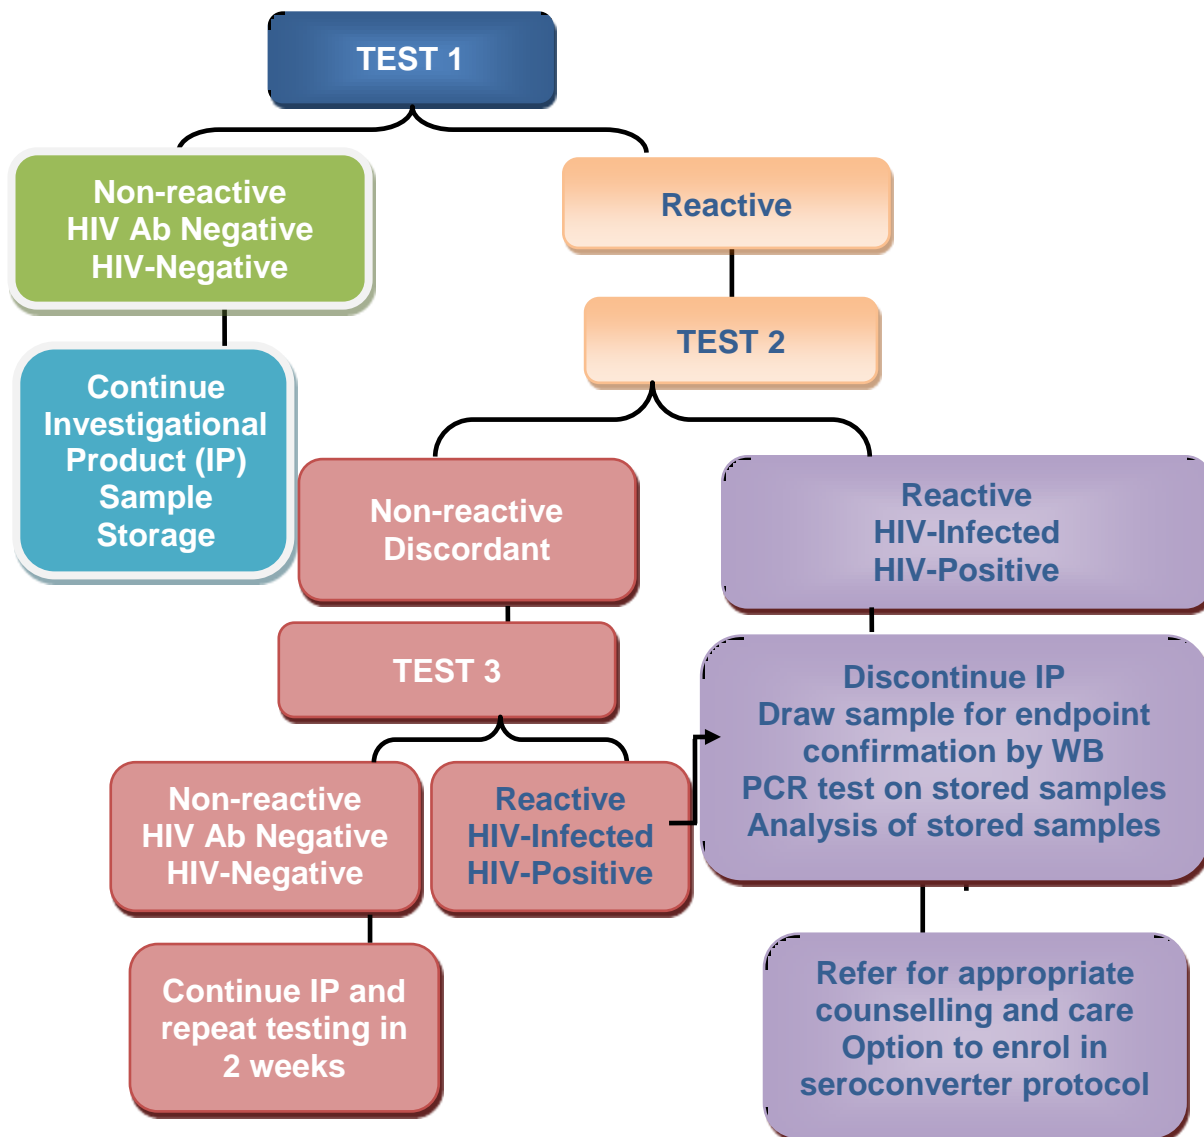 TEST 1
Non-reactive
HIV Ab Negative
HIV-Negative
Reactive
TEST 2
Continue
Investigational
Product (IP)
Sample
Storage
Non-reactive
Discordant
Reactive
HIV-Infected
HIV-Positive
TEST 3
Discontinue IP
Draw sample for endpoint
confirmation by WB
PCR test on stored samples
Analysis of stored samples
Non-reactive
HIV Ab Negative
HIV-Negative
Reactive
HIV-Infected
HIV-Positive
Continue IP and
repeat testing in
2 weeks
Refer for appropriate
counselling and care
Option to enrol in
seroconverter protocol